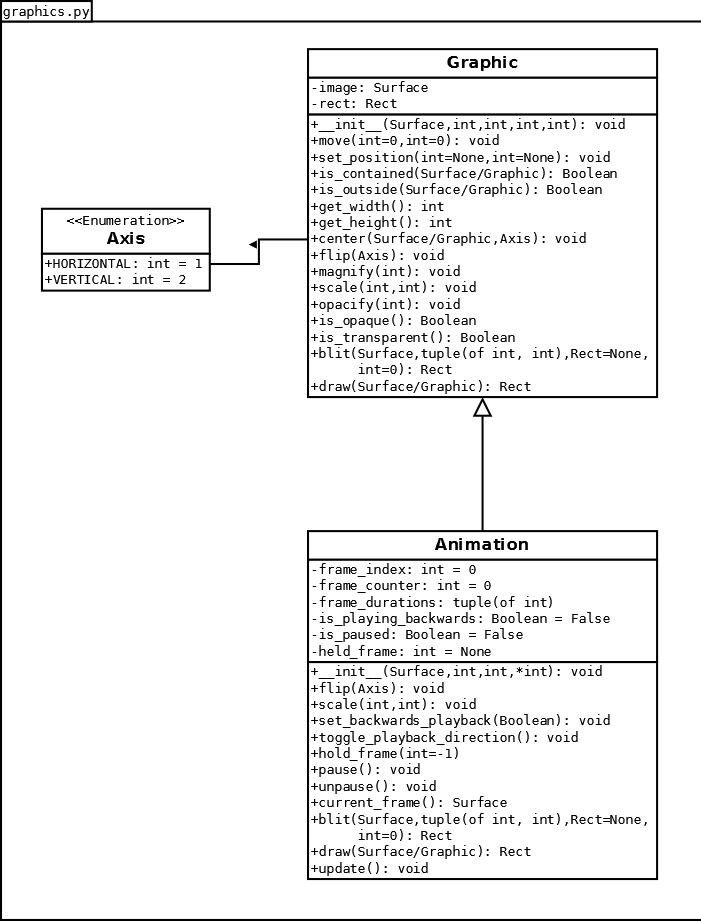 graphics.py
Graphic
-image: Surface
-rect: Rect
+__init__(Surface,int,int,int,int): void
+move(int=0,int=0): void
+set_position(int=None,int=None): void
+is_contained(Surface/Graphic): Boolean
+is_outside(Surface/Graphic): Boolean
+get_width(): int
+get_height(): int
+center(Surface/Graphic,Axis): void
+flip(Axis): void
+magnify(int): void
+scale(int,int): void
+opacify(int): void
+is_opaque(): Boolean
+is_transparent(): Boolean
+blit(Surface,tuple(of int, int),Rect=None,
int=0): Rect
+draw(Surface/Graphic): Rect
<<Enumeration>>
Axis
+HORIZONTAL: int = 1
+VERTICAL: int = 2
Animation
-frame_index: int = 0
-frame_counter: int = 0
-frame_durations: tuple(of int)
-is_playing_backwards: Boolean = False
-is_paused: Boolean = False
-held_frame: int = None
+__init__(Surface,int,int,*int): void
+flip(Axis): void
+scale(int,int): void
+set_backwards_playback(Boolean): void
+toggle_playback_direction(): void
+hold_frame(int=-1)
+pause(): void
+unpause(): void
+current_frame(): Surface
+blit(Surface,tuple(of int, int),Rect=None,
int=0): Rect
+draw(Surface/Graphic): Rect
+update(): void